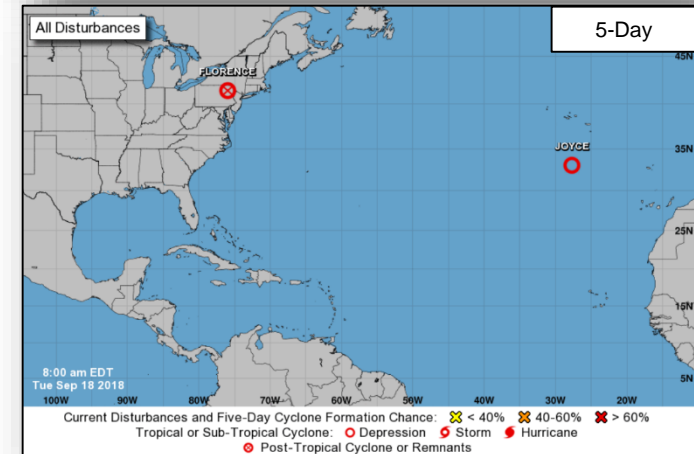 All Disturbances
5-Day
FLORENCE
45N
JOYCE
35N
25N
15N
8:00 am EDT
Tue Sep 18 2018
5N
100W 90W 80W 70W 60W 50W 40W 30W 20W
Current Disturbances and Five-Day Cyclone Formation Chance: < 40% 40-60% > 60%
Tropical or Sub-Tropical Cyclone: Depression Storm Hurricane
Post-Tropical Cyclone or Remnants